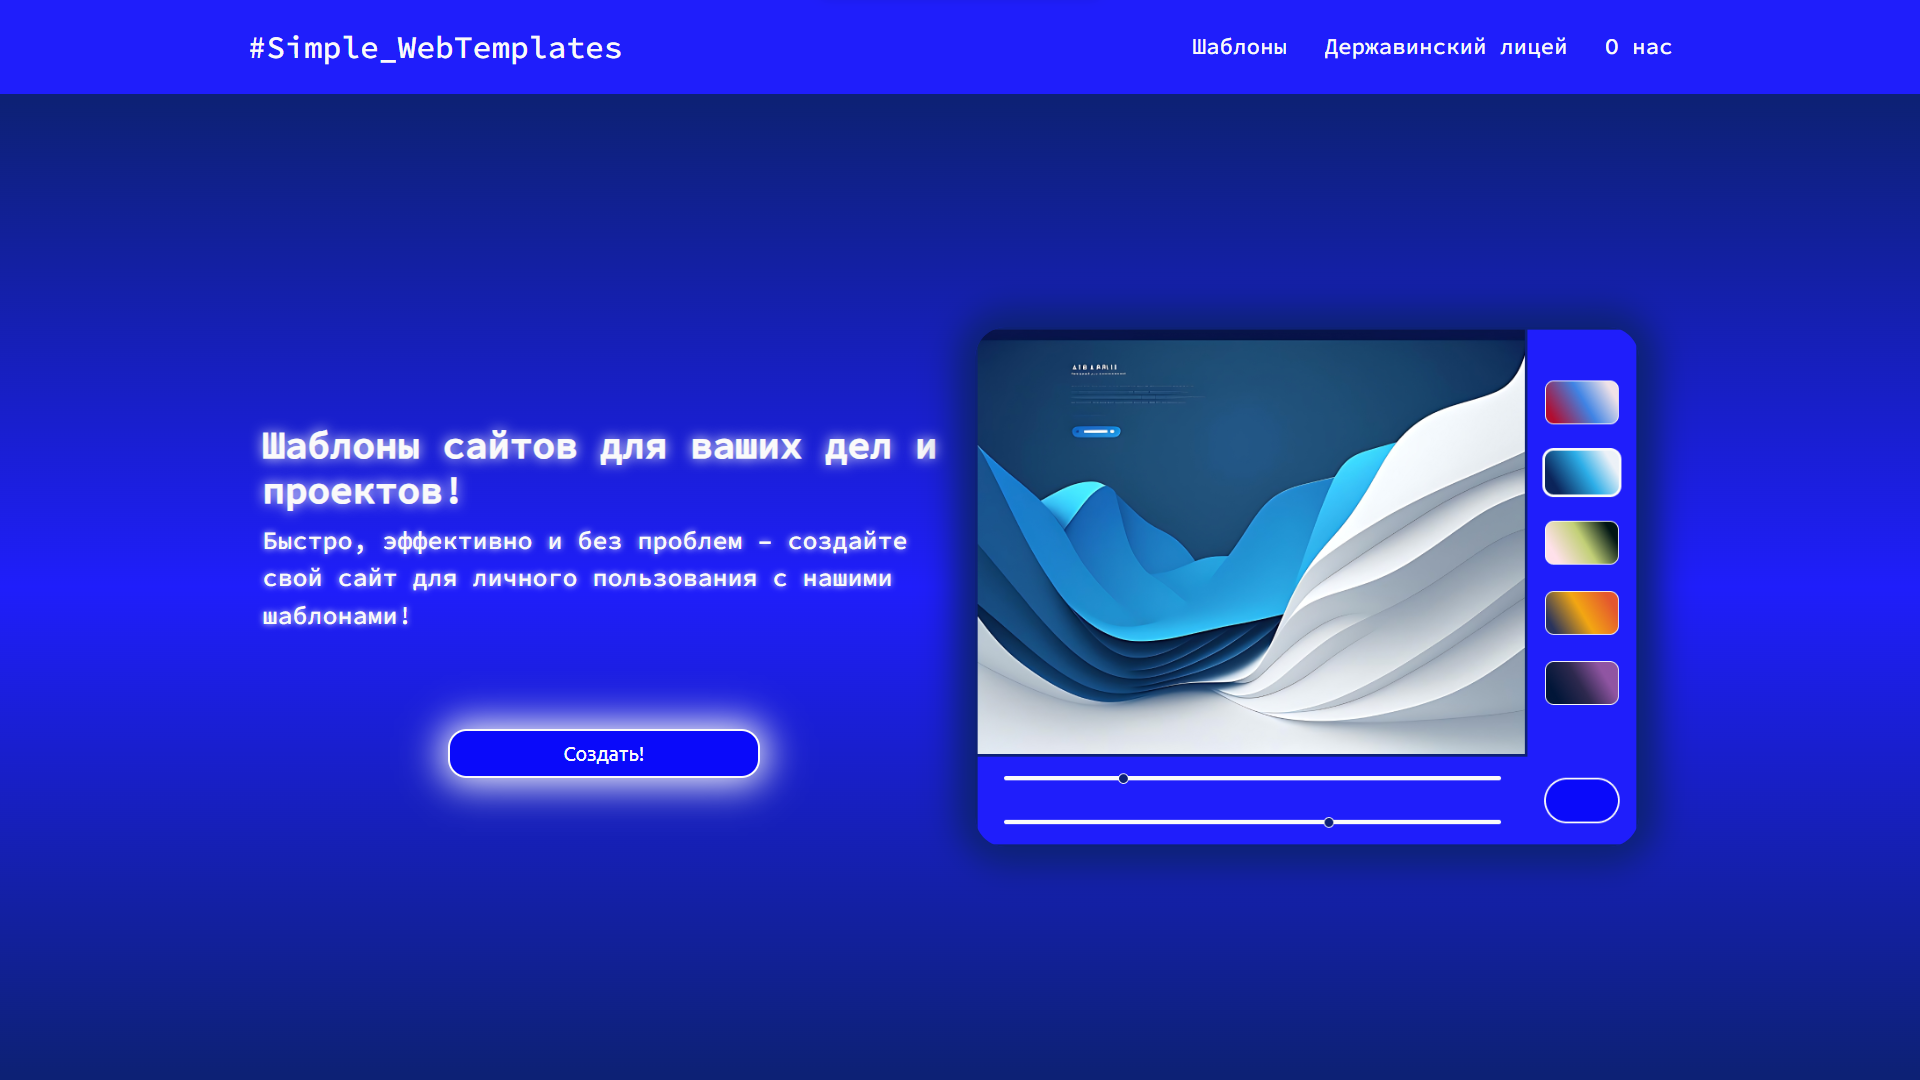 #Simple_WebTemplates
Шаблоны Державинский лицей О нас
Шаблоны сайтов для ваших дел и
проектов!
Быстро, эффективно и без проблем – создайте
свой сайт для личного пользования с нашими
шаблонами!
Создать!